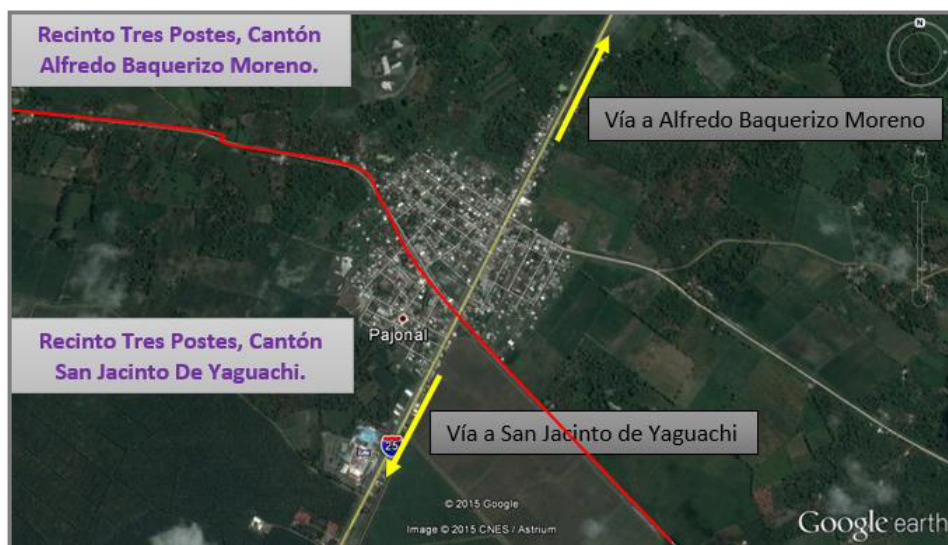 Recinto Tres Postes, Cantón
Alfredo Baquerizo Moreno.
N
Vía a Alfredo Baquerizo Moreno
Pajonal
Recinto Tres Postes, Cantón
San Jacinto De Yaguachi.
Vía a San Jacinto de Yaguachi
25
© 2015 Google
Image © 2015 CNES / Astrium
Google earth